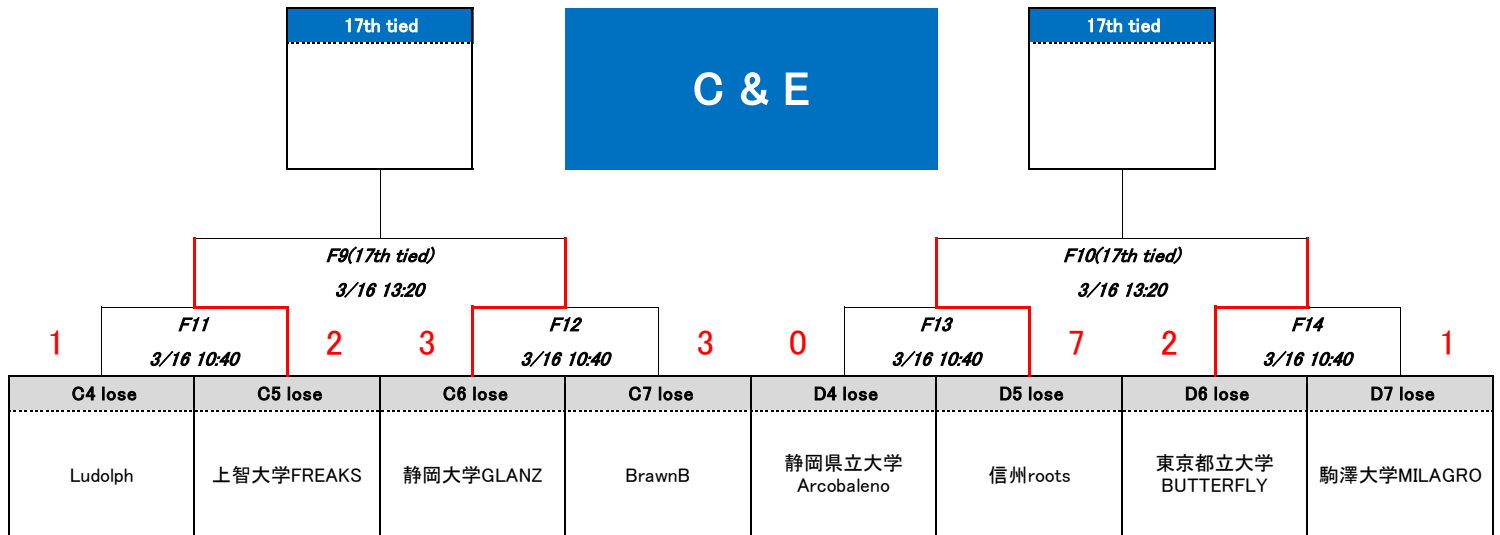 17th tied
C & E
17th tied
F9(17th tied)
3/16 13:20
F10(17th tied)
3/16 13:20
1
F11
3/16 10:40
2
3
F12
3/16 10:40
3
0
F13
3/16 10:40
7
2
F14
3/16 10:40
1
C4 lose
C5 lose
C6 lose
C7 lose
D4 lose
D5 lose
D6 lose
D7 lose
Ludolph
上智大学FREAKS
静岡大学GLANZ
BrawnB
静岡県立大学
Arcobaleno
信州roots
東京都立大学
BUTTERFLY
駒澤大学MILAGRO